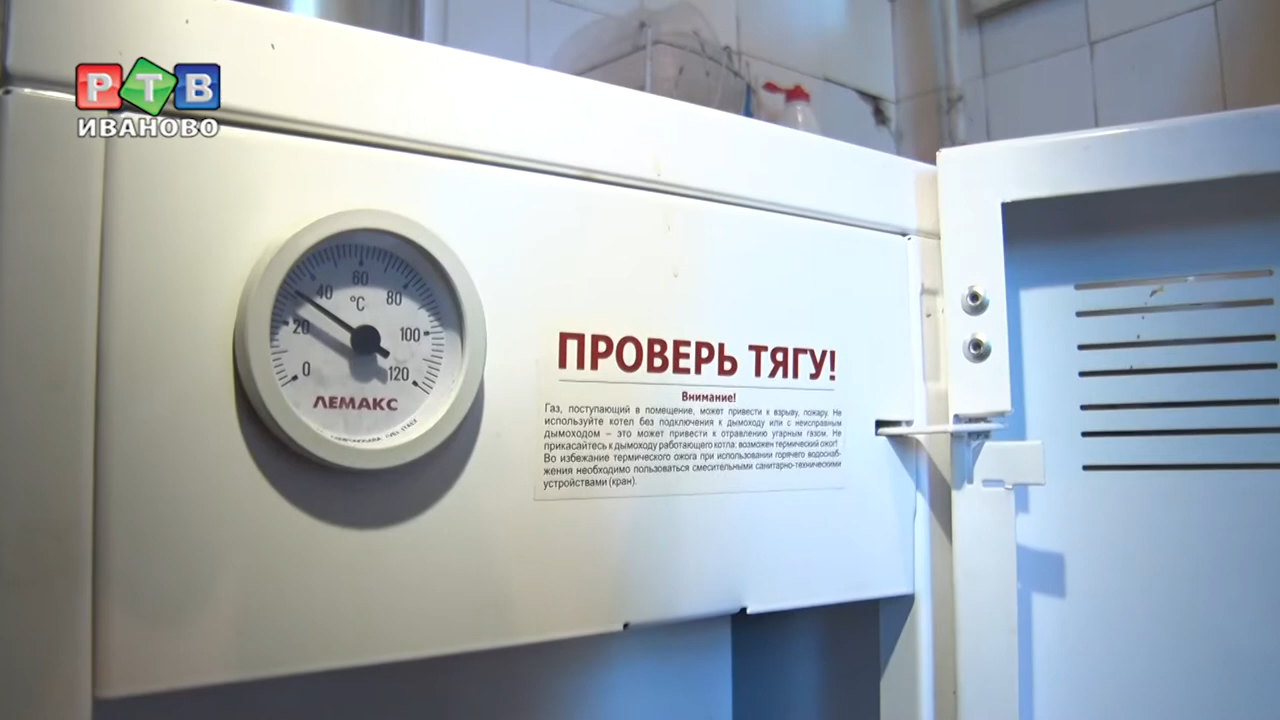 РТВ
ИВАНОВО
0 20 40 60 80 100 120
°C
ЛЕМАКС
ПРОВЕРЬ ТЯГУ!
Внимание!
Газ, поступающий в помещение, может привести к взрыву, пожару. Не
используйте котел без подключения к дымоходу или с неисправным
дымоходом – это может привести к отравлению угарным газом. Не
прикасайтесь к дымоходу работающего котла: возможен термический ожог!
Во избежание термического ожога при использовании горячего водоснаб-
жения необходимо пользоваться смесительными санитарно-техническими
устройствами (кран).